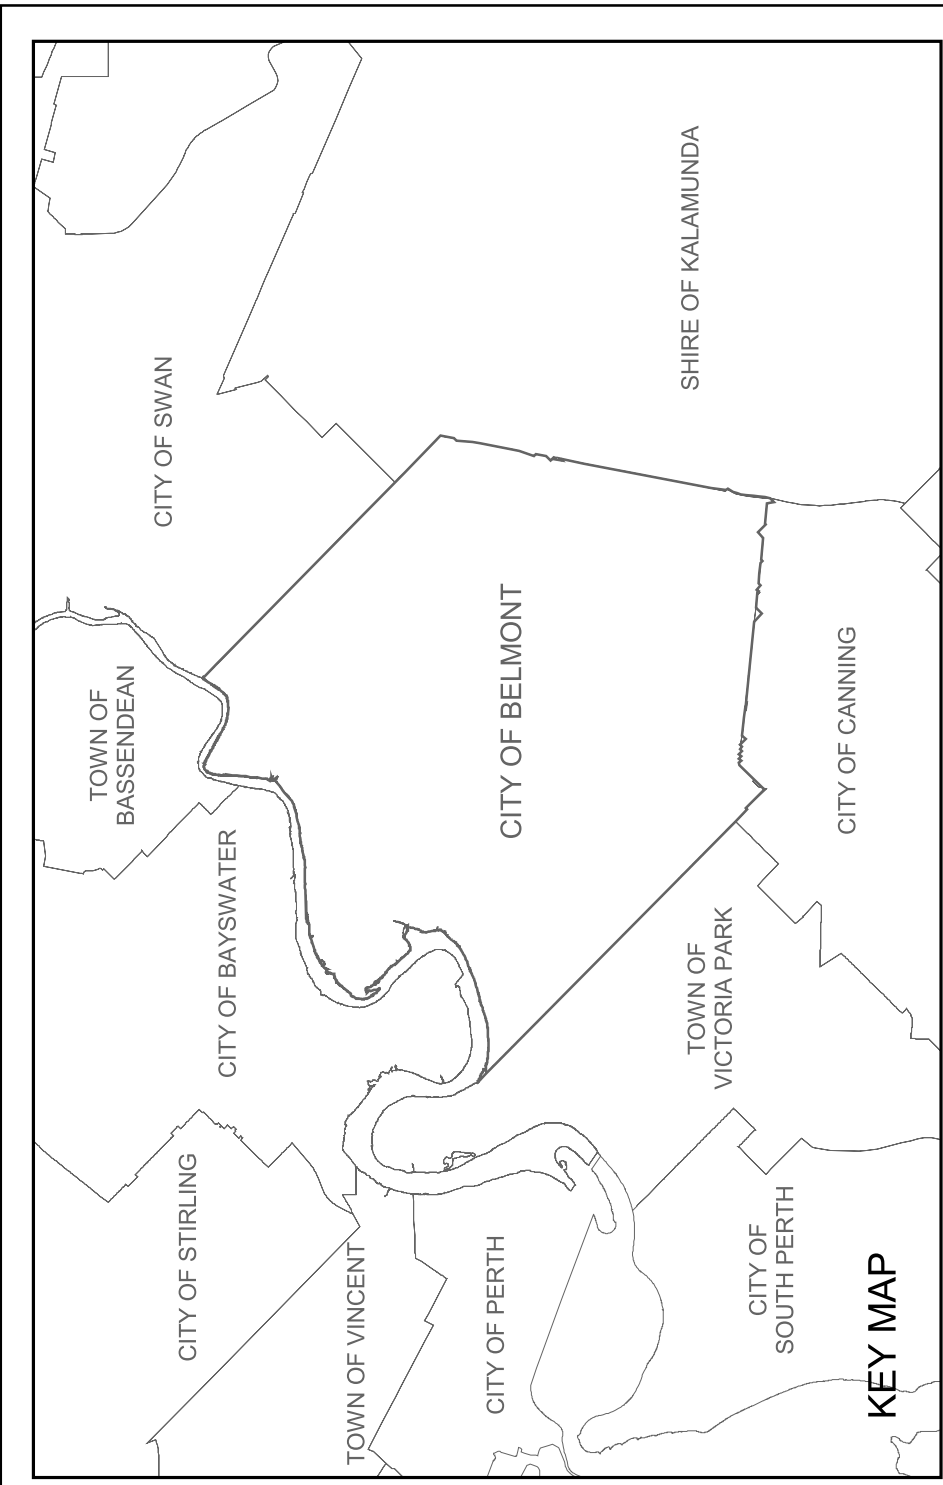 TOWN OF
BASSENDEAN
CITY OF SWAN
CITY OF BAYSWATER
CITY OF STIRLING
TOWN OF VINCENT
CITY OF PERTH
CITY OF BELMONT
SHIRE OF KALAMUNDA
TOWN OF
VICTORIA PARK
CITY OF
SOUTH PERTH
CITY OF CANNING
KEY MAP